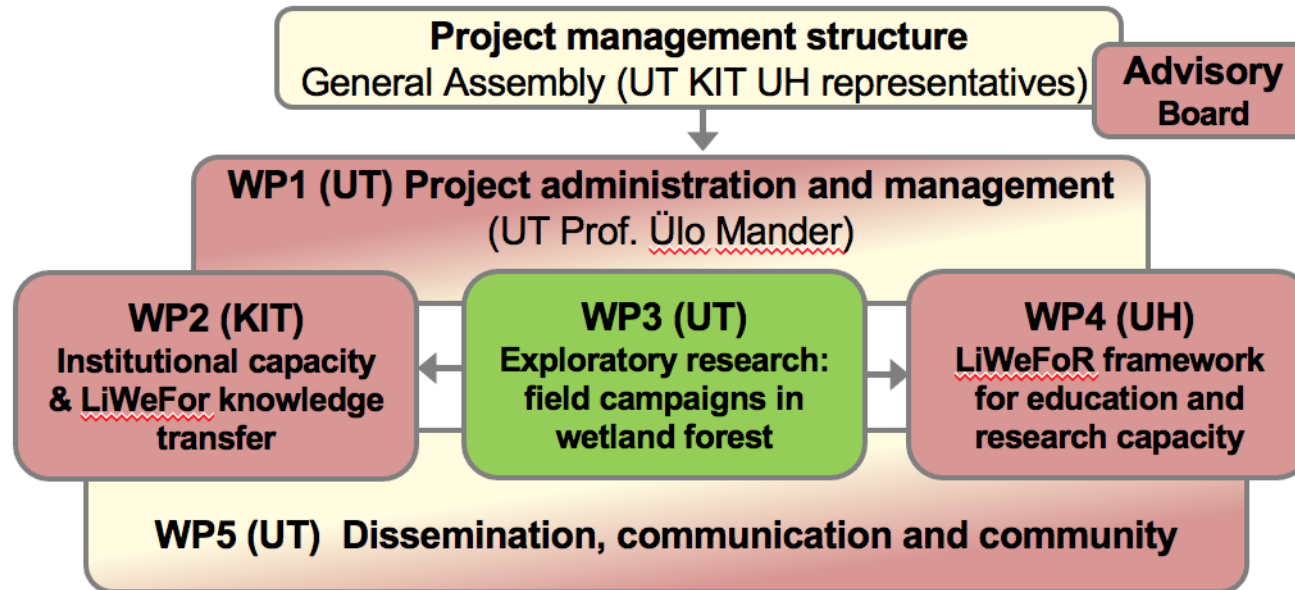 Project management structure
General Assembly (UT KIT UH representatives)
Advisory
Board
WP1 (UT) Project administration and management
(UT Prof. Ülo Mander)
WP2 (KIT)
Institutional capacity
& LiWeFor knowledge
transfer
WP3 (UT)
Exploratory research:
field campaigns in
wetland forest
WP4 (UH)
LiWeFoR framework
for education and
research capacity
WP5 (UT) Dissemination, communication and community